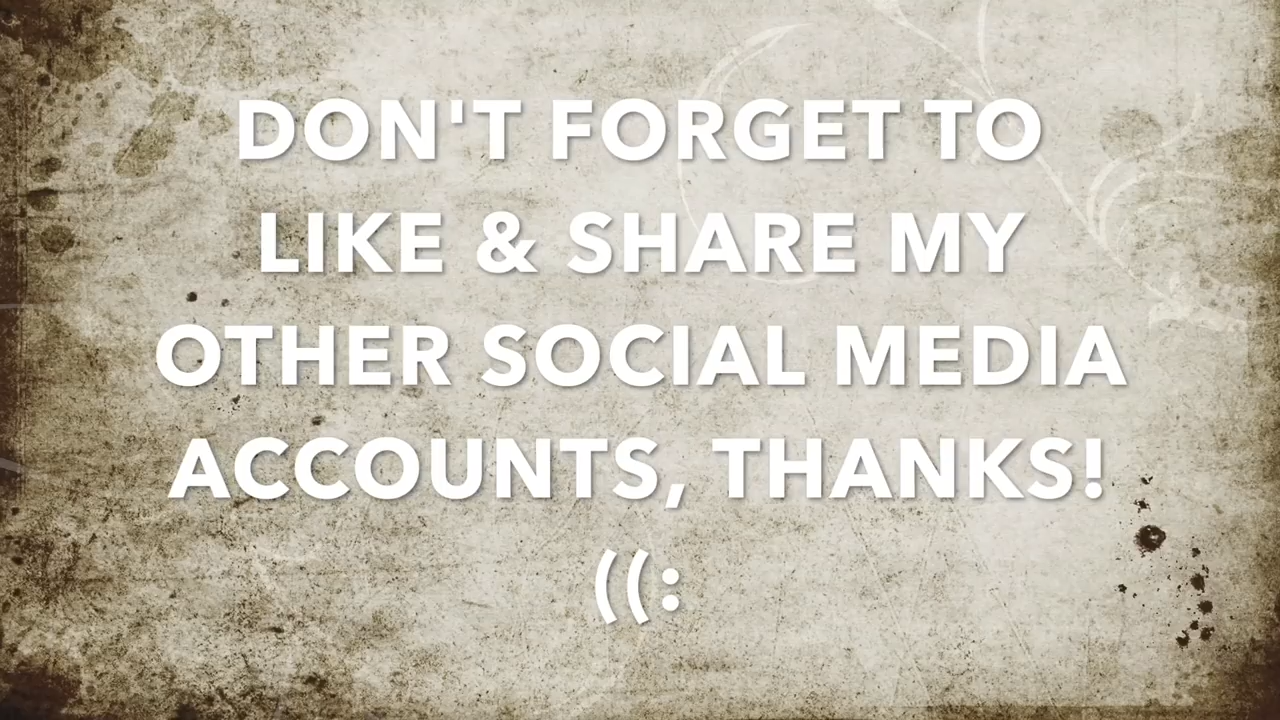 DON'T FORGET TO
LIKE & SHARE MY
OTHER SOCIAL MEDIA
ACCOUNTS, THANKS!
((: